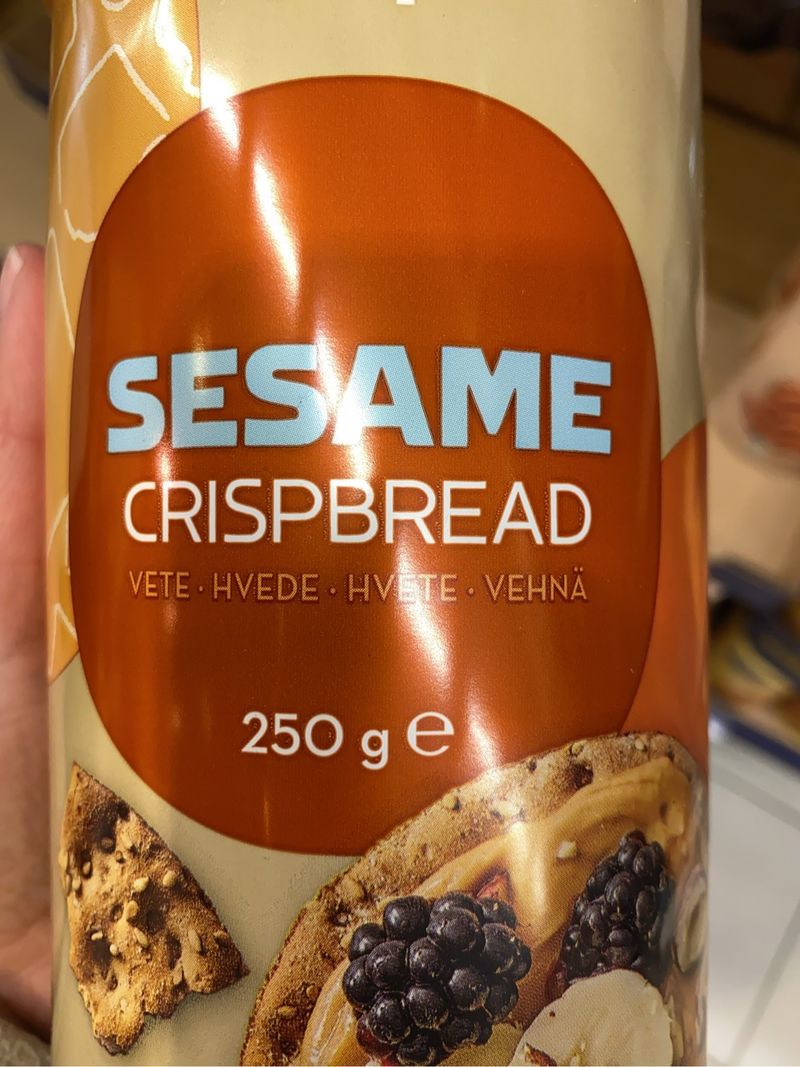 SESAME
CRISPBREAD
VETE · HVEDE · HVETE · VEHNÄ
250 g ℮